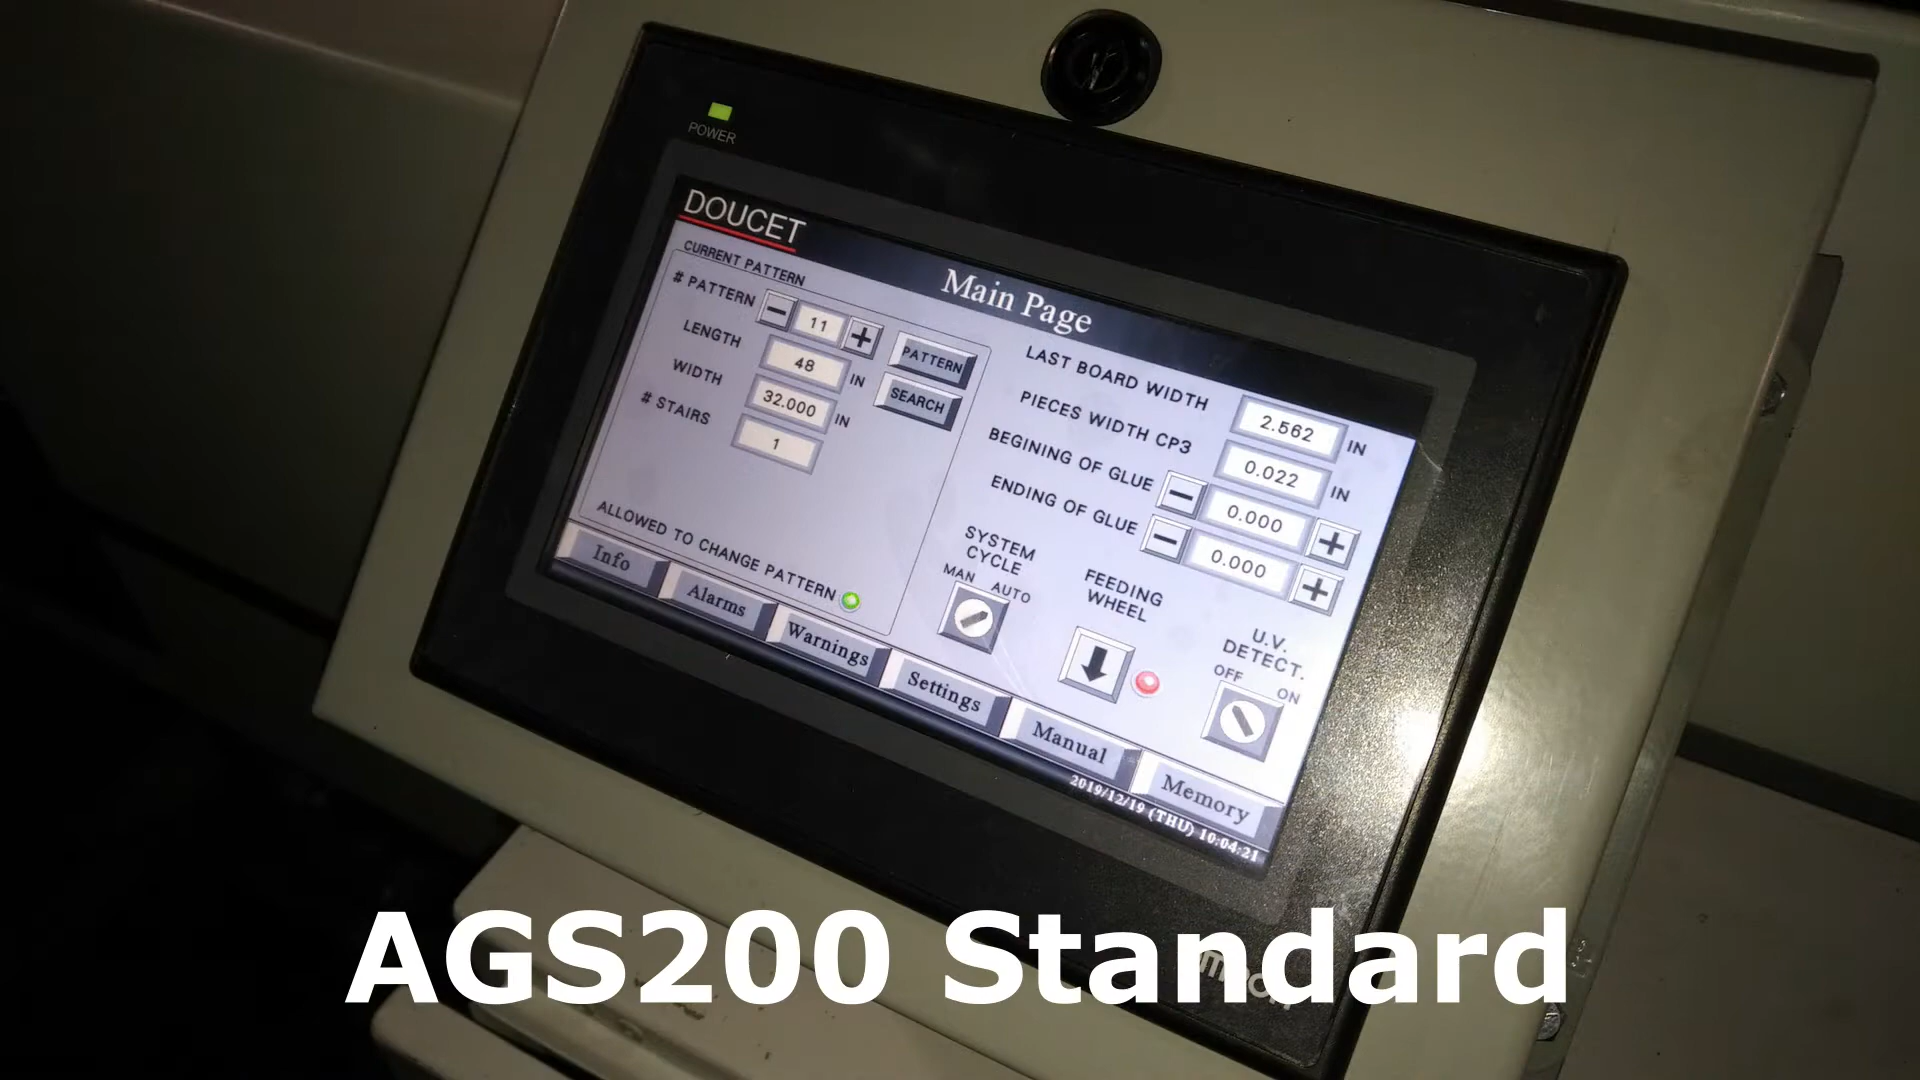 POWER
DOUCET
Main Page
CURRENT PATTERN
# PATTERN - 11 + PATTERN
LENGTH 48 IN SEARCH
WIDTH 32.000 IN
# STAIRS 1
ALLOWED TO CHANGE PATTERN
LAST BOARD WIDTH 2.562 IN
PIECES WIDTH CP3 0.022 IN
BEGINING OF GLUE - 0.000 +
ENDING OF GLUE - 0.000 +
SYSTEM
CYCLE
MAN AUTO
FEEDING
WHEEL
U.V.
DETECT.
OFF ON
Info Alarms Warnings Settings Manual Memory
2019/12/19 (THU) 10:04:21
AGS200 Standard